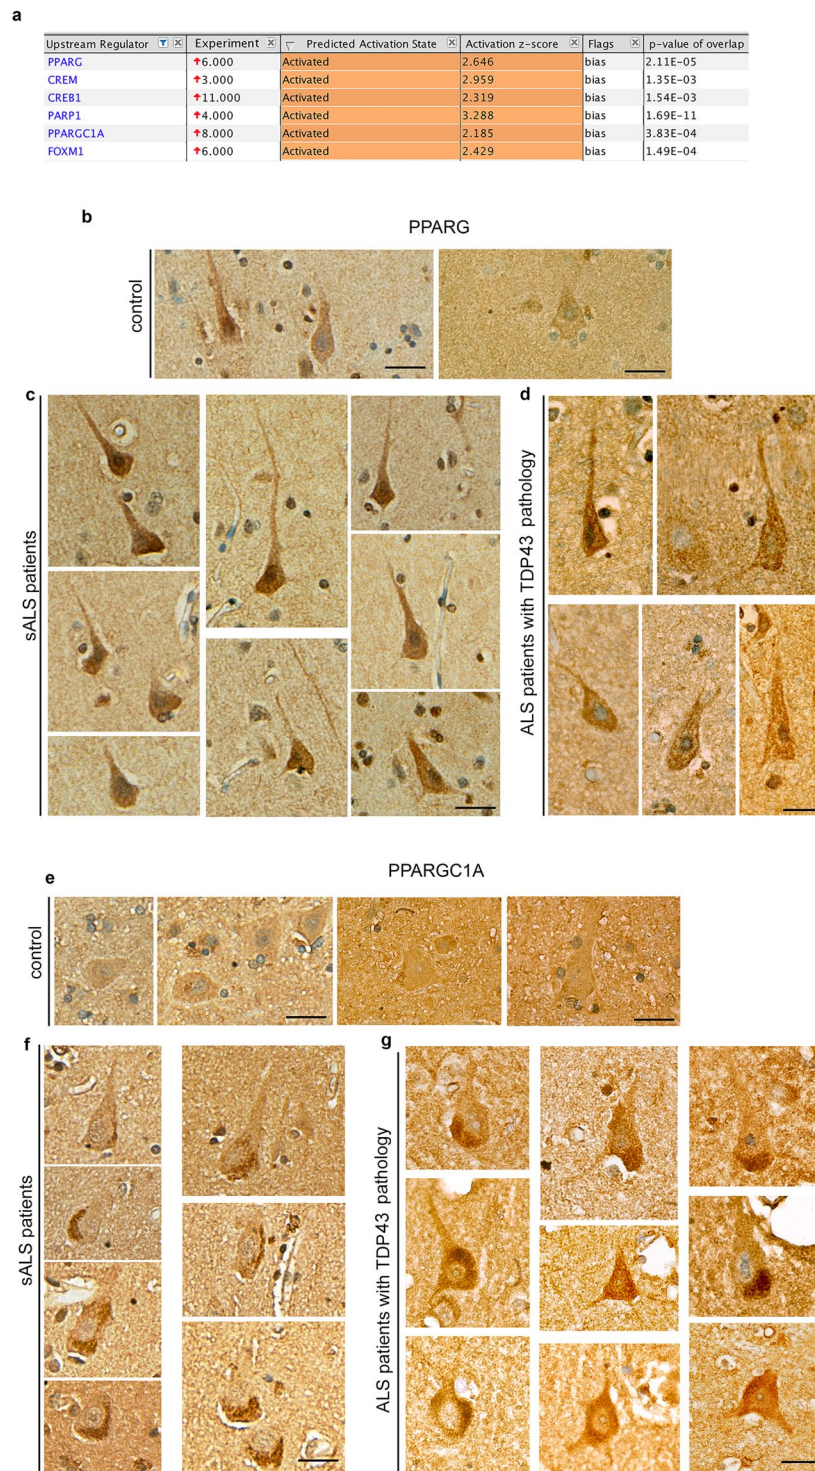 a
Upstream Regulator Experiment Predicted Activation State Activation z-score Flags p-value of overlap
PPARG ↑6.000 Activated 2.646 bias 2.11E-05
CREM ↑3.000 Activated 2.959 bias 1.35E-03
CREB1 ↑11.000 Activated 2.319 bias 1.54E-03
PARP1 ↑4.000 Activated 3.288 bias 1.69E-11
PPARGC1A ↑8.000 Activated 2.185 bias 3.83E-04
FOXM1 ↑6.000 Activated 2.429 bias 1.49E-04
b
PPARG
control
c
sALS patients
d
ALS patients with TDP43 pathology
PPARGC1A
e
control
f
sALS patients
g
ALS patients with TDP43 pathology